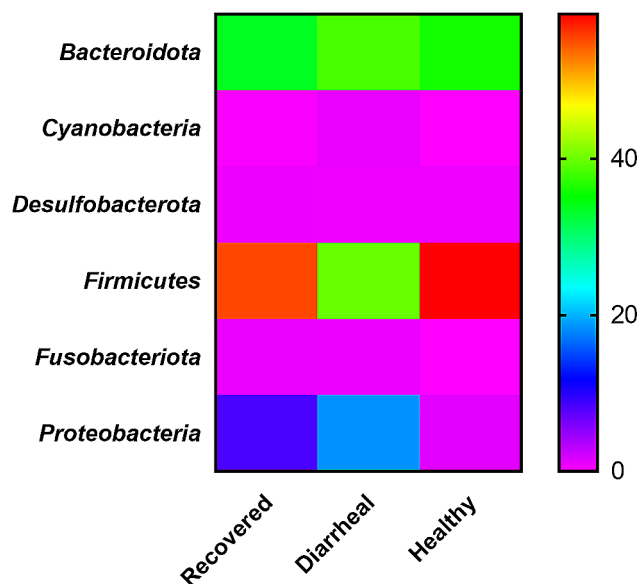 Bacteroidota
Cyanobacteria
Desulfobacterota
Firmicutes
Fusobacteriota
Proteobacteria
Recovered
Diarrheal
Healthy
40
20
0